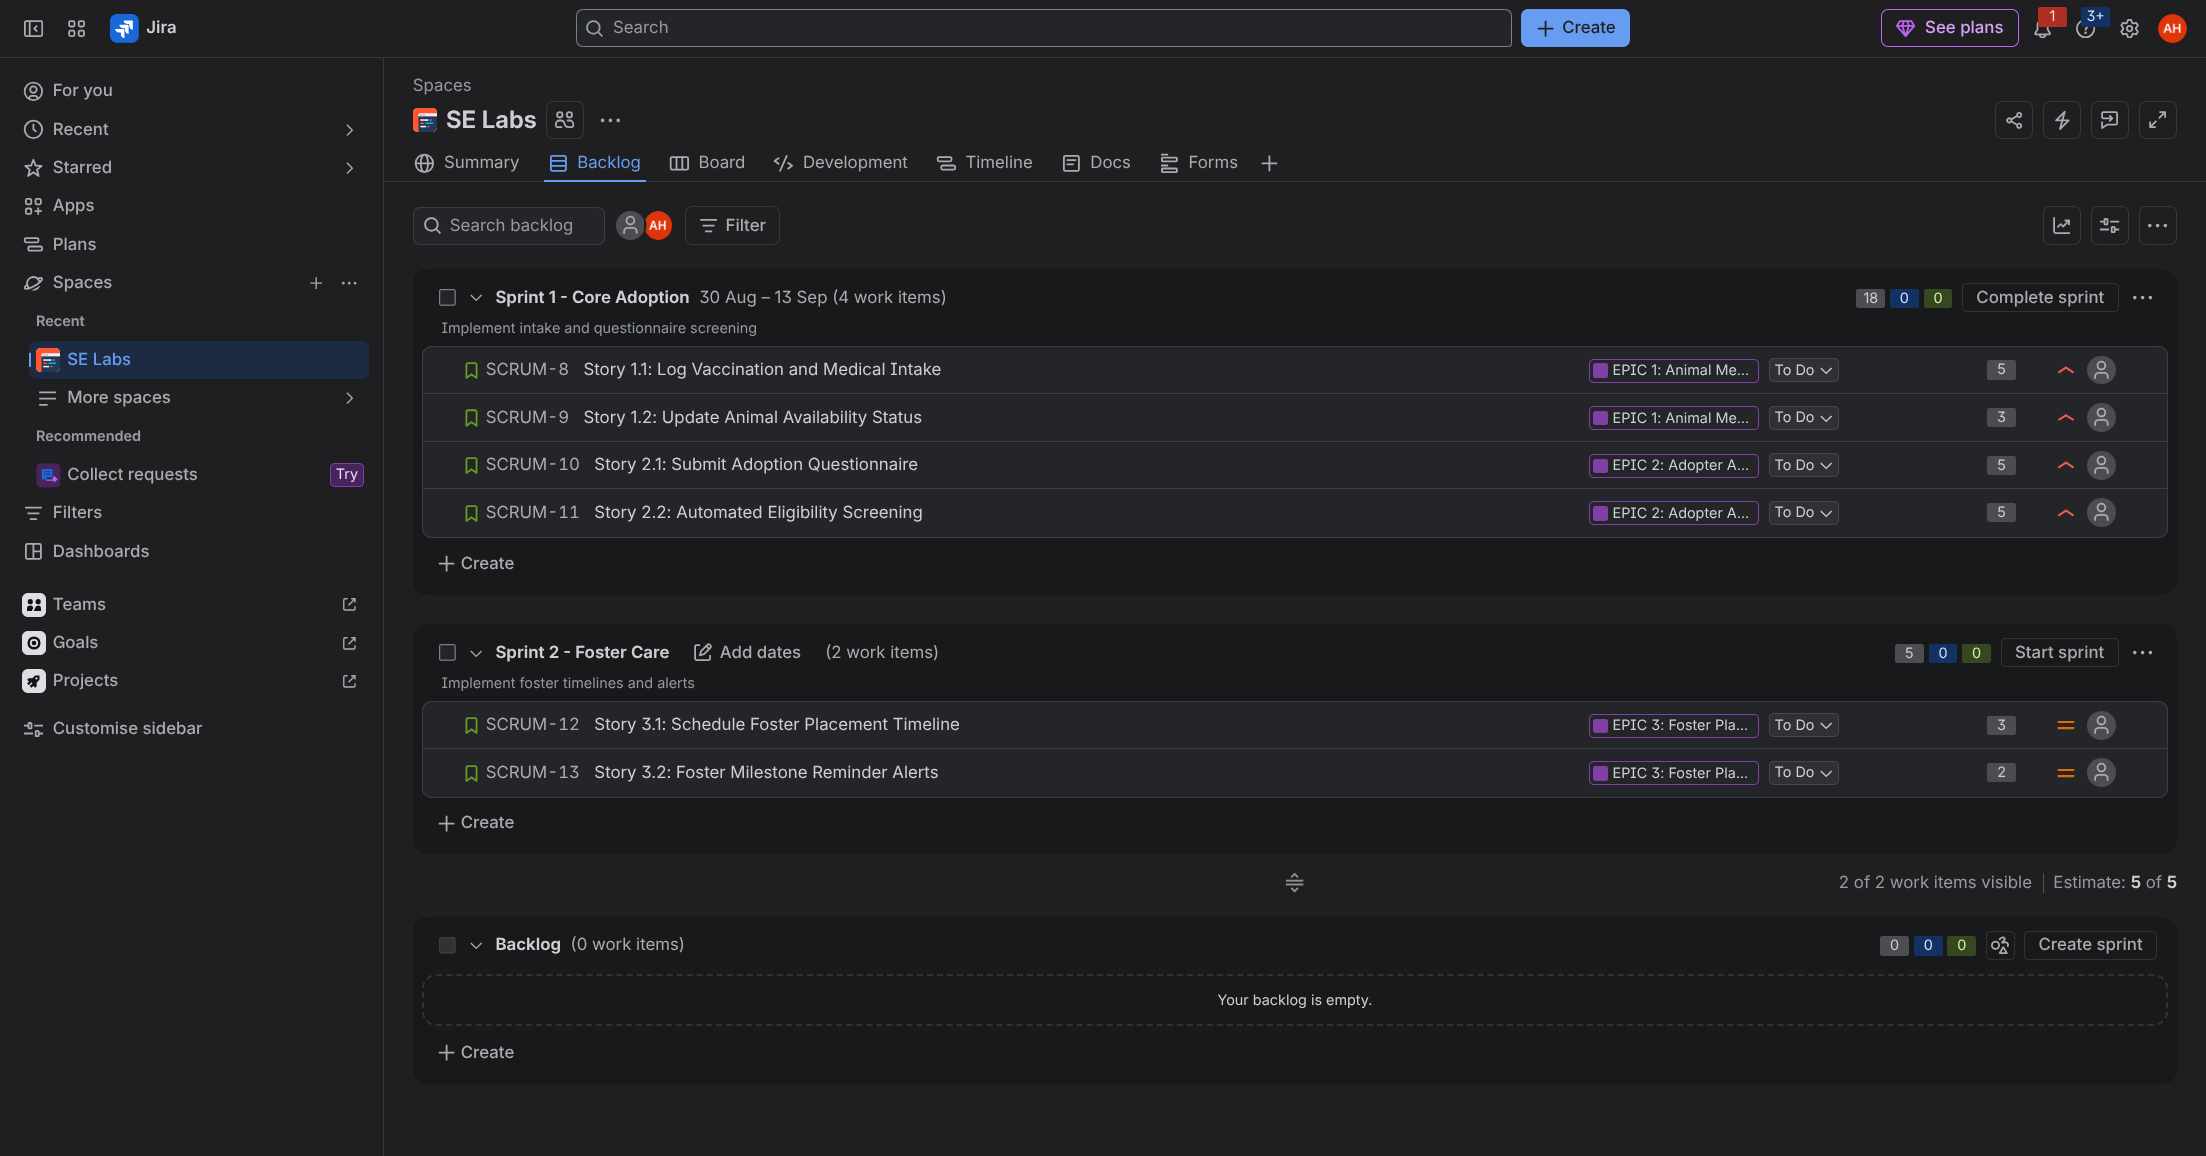 Jira
Search
Create
See plans
1
3+
AH
For you
Recent
Starred
Apps
Plans
Spaces
Recent
SE Labs
More spaces
Recommended
Collect requests
Try
Filters
Dashboards
Teams
Goals
Projects
Customise sidebar
Spaces
SE Labs
Summary
Backlog
Board
Development
Timeline
Docs
Forms
Search backlog
AH
Filter
Sprint 1 - Core Adoption 30 Aug – 13 Sep (4 work items)
18 0 0 Complete sprint
Implement intake and questionnaire screening
SCRUM-8 Story 1.1: Log Vaccination and Medical Intake EPIC 1: Animal Me... To Do 5
SCRUM-9 Story 1.2: Update Animal Availability Status EPIC 1: Animal Me... To Do 3
SCRUM-10 Story 2.1: Submit Adoption Questionnaire EPIC 2: Adopter A... To Do 5
SCRUM-11 Story 2.2: Automated Eligibility Screening EPIC 2: Adopter A... To Do 5
Create
Sprint 2 - Foster Care Add dates (2 work items)
5 0 0 Start sprint
Implement foster timelines and alerts
SCRUM-12 Story 3.1: Schedule Foster Placement Timeline EPIC 3: Foster Pla... To Do 3
SCRUM-13 Story 3.2: Foster Milestone Reminder Alerts EPIC 3: Foster Pla... To Do 2
Create
2 of 2 work items visible Estimate: 5 of 5
Backlog (0 work items)
0 0 0 Create sprint
Your backlog is empty.
Create